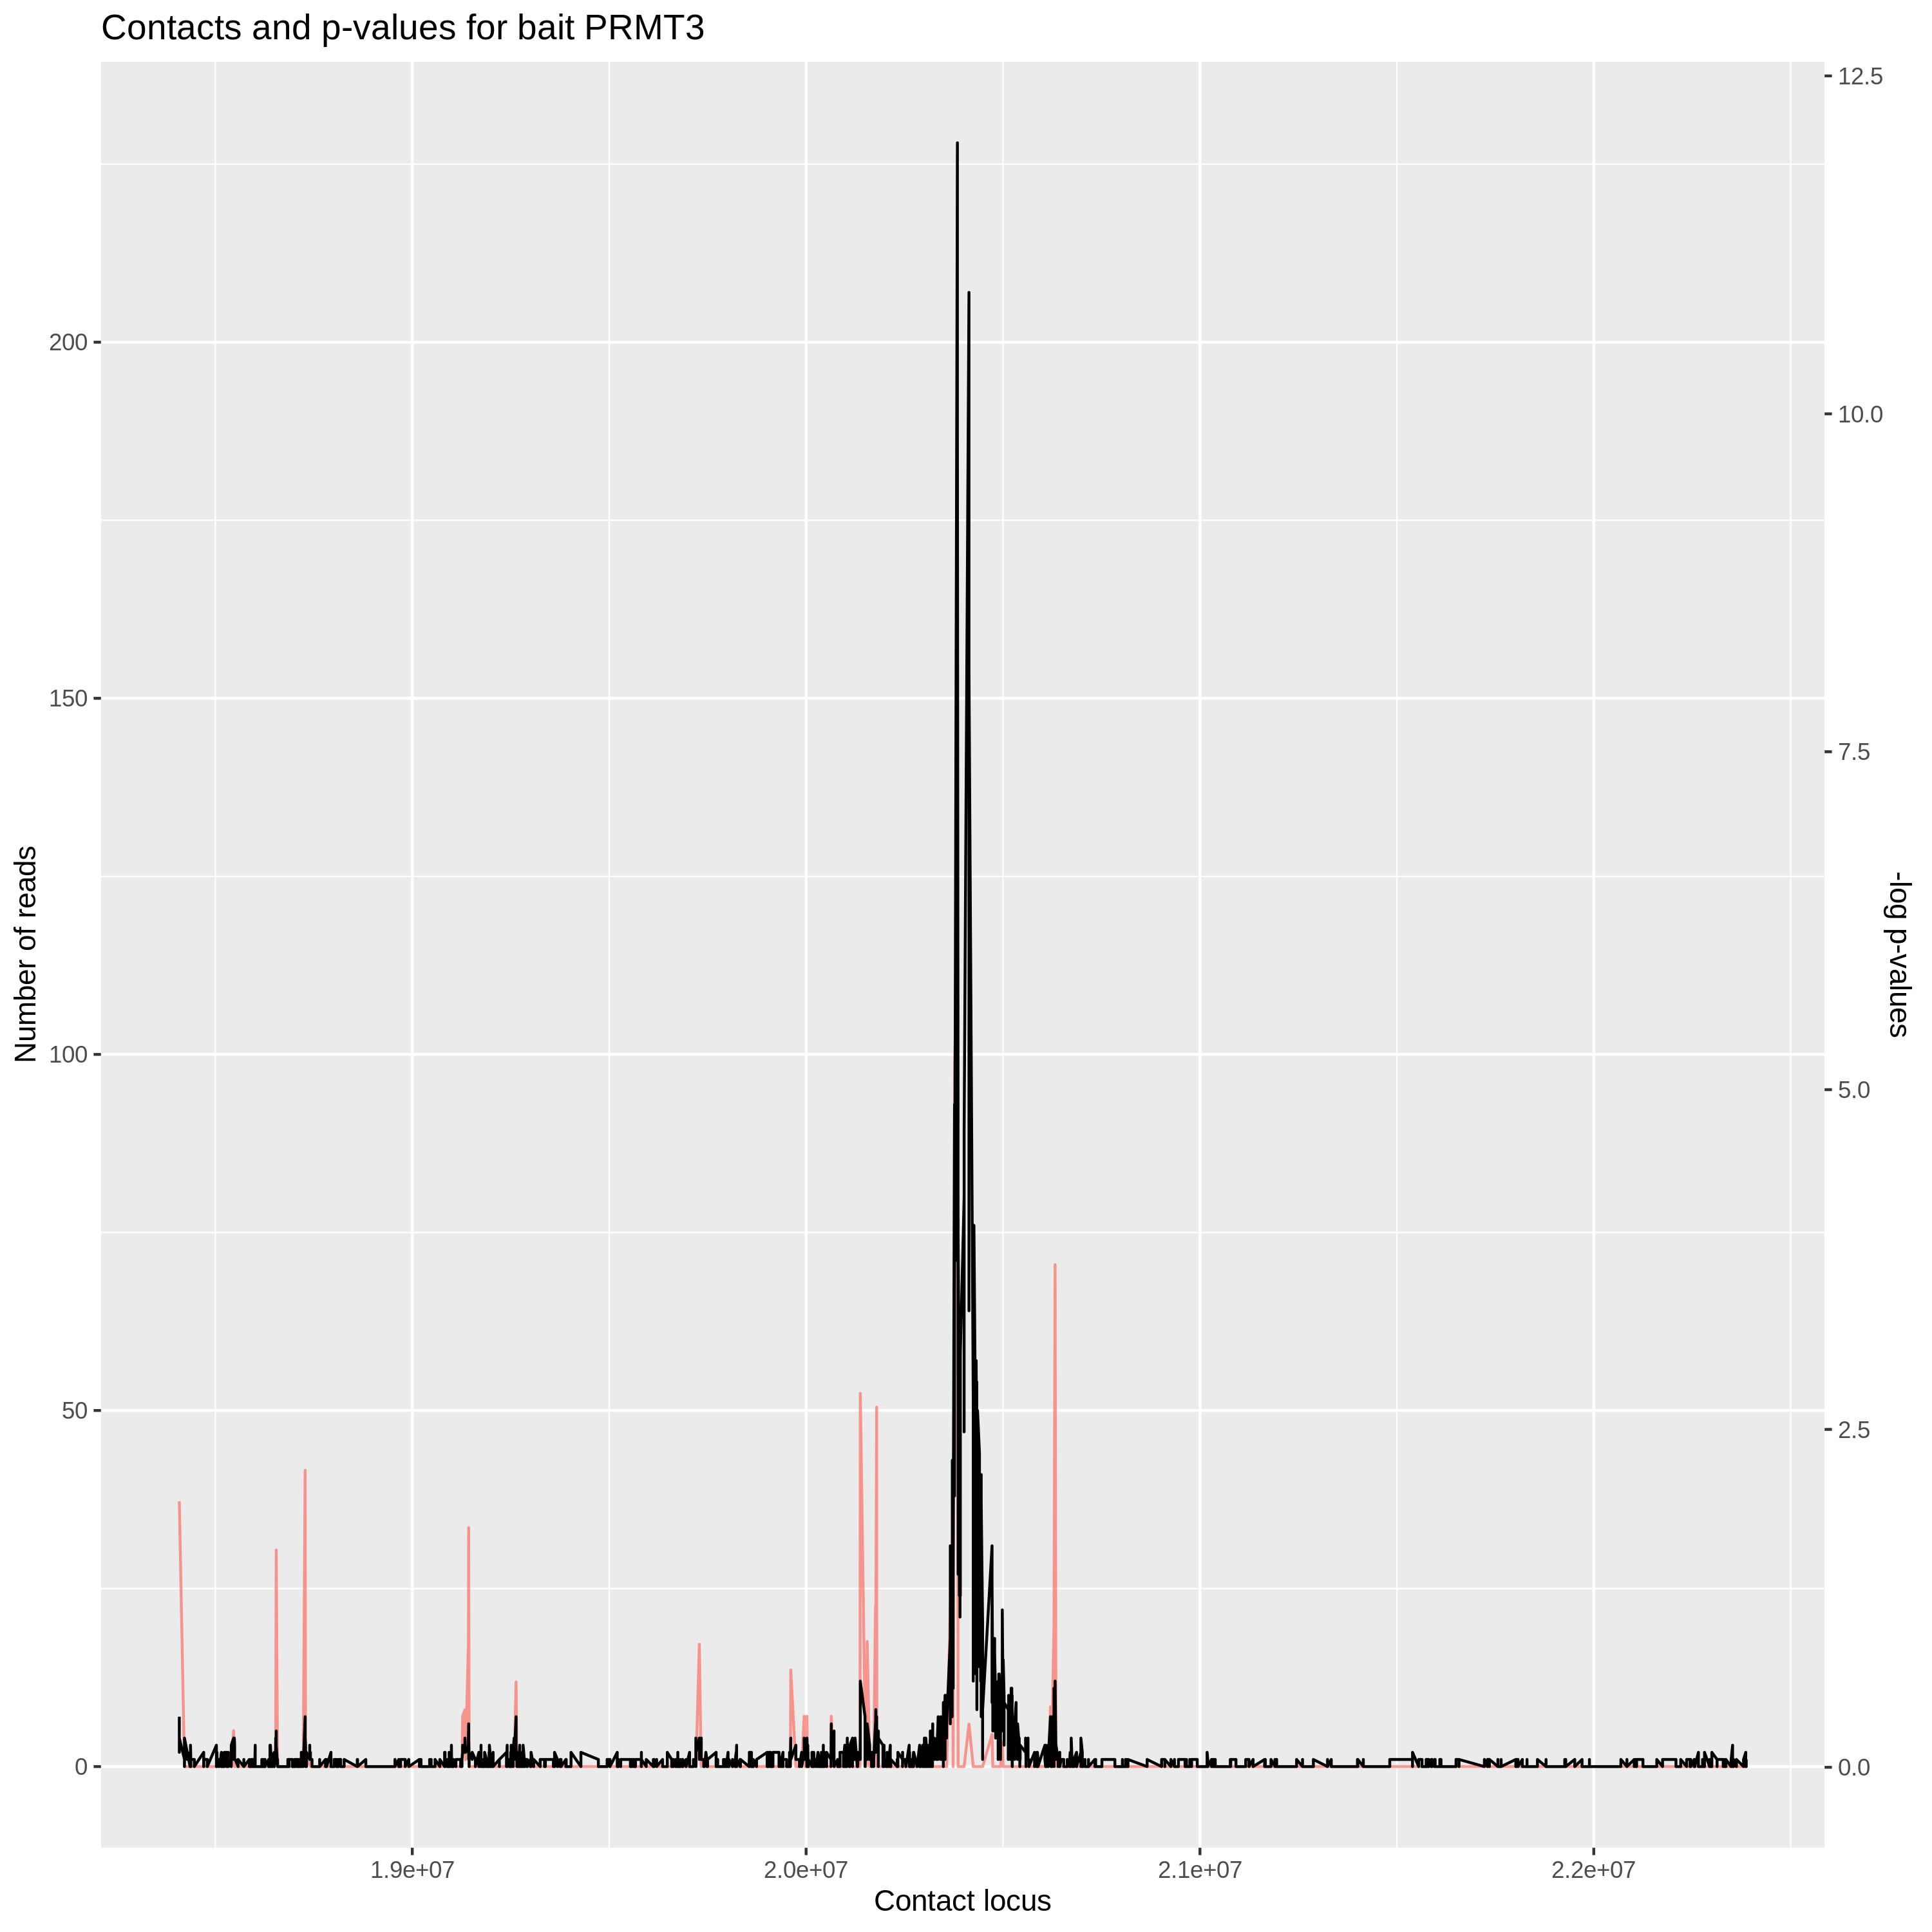 Contacts and p-values for bait PRMT3
Number of reads
200
150
100
50
0
12.5
10.0
7.5
5.0
2.5
0.0
-log p-values
1.9e+07
2.0e+07
2.1e+07
2.2e+07
Contact locus